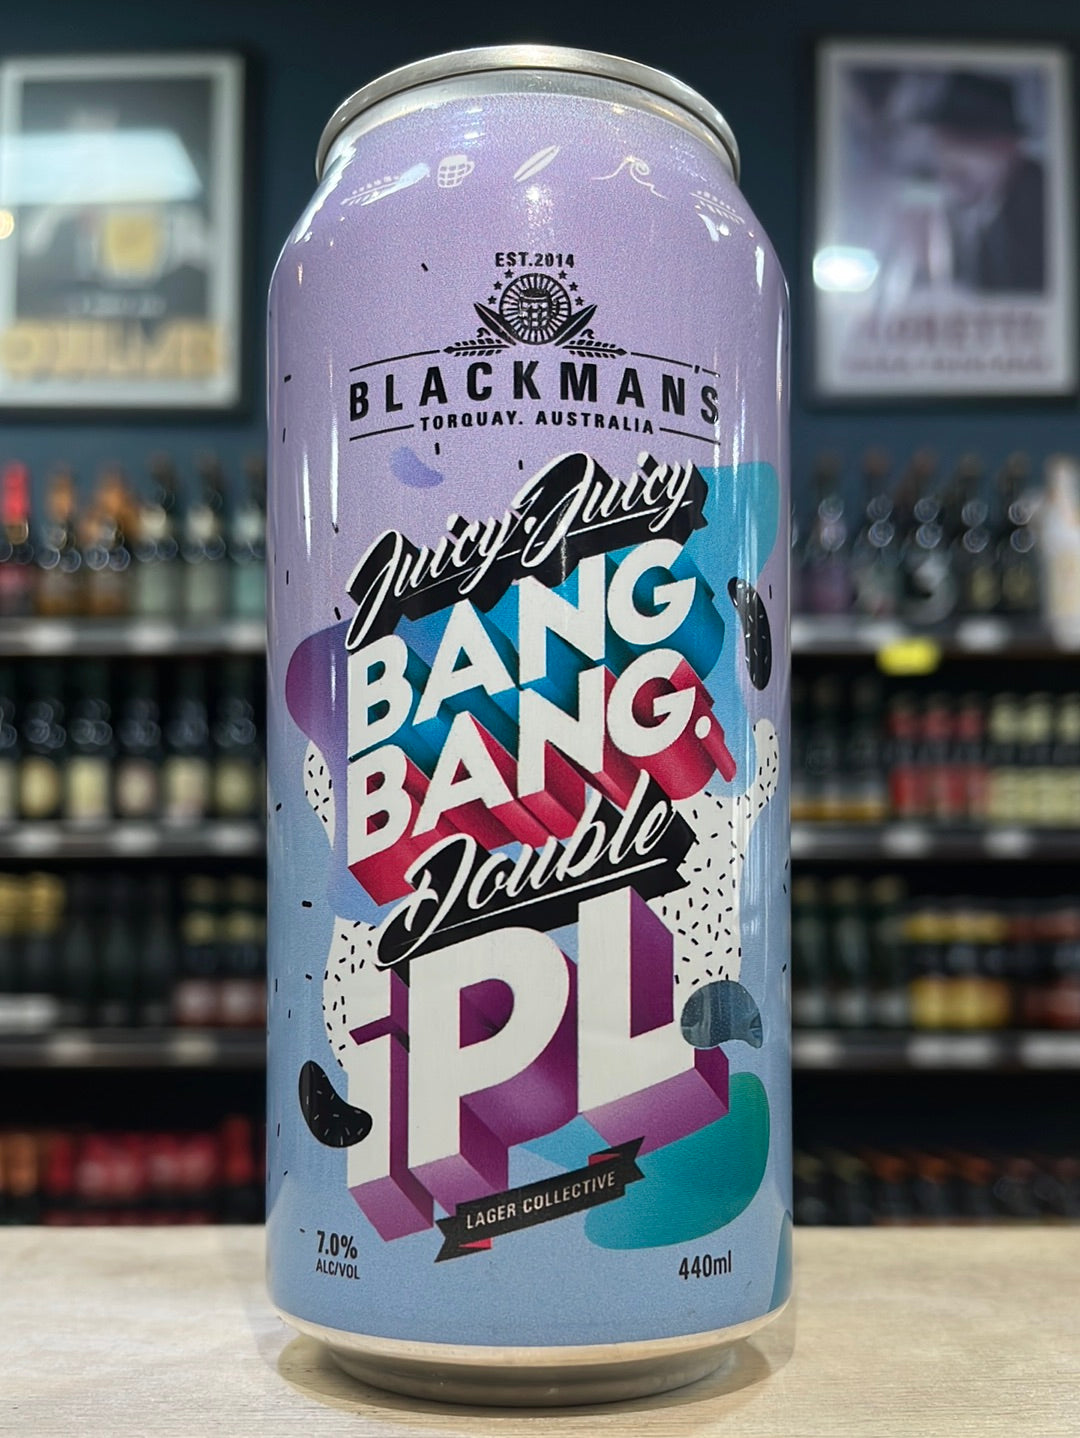 EST.2014
BLACKMAN'S
TORQUAY. AUSTRALIA
Juicy.Juicy
BANG
BANG.
Double
IPL
LAGER COLLECTIVE
7.0%
ALC/VOL
440ml